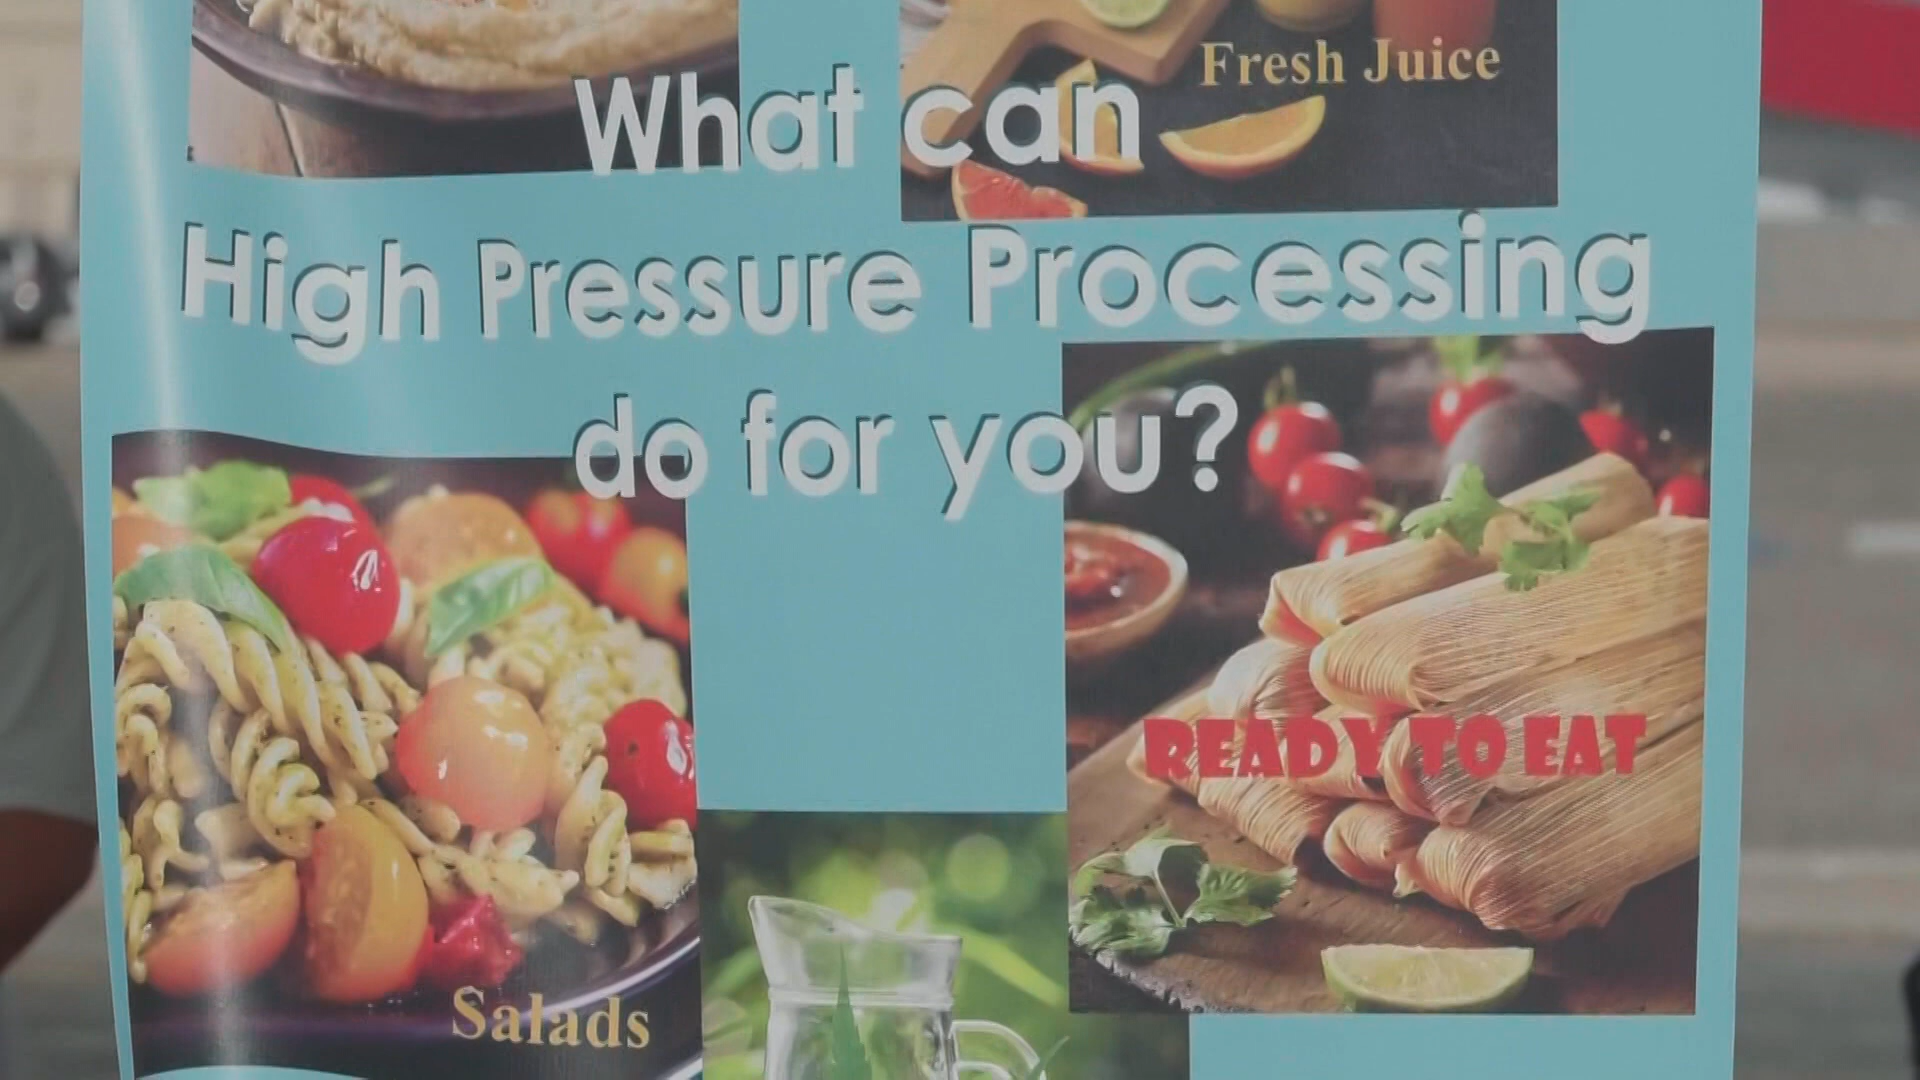 Fresh Juice
What can
High Pressure Processing
do for you?
READY TO EAT
Salads